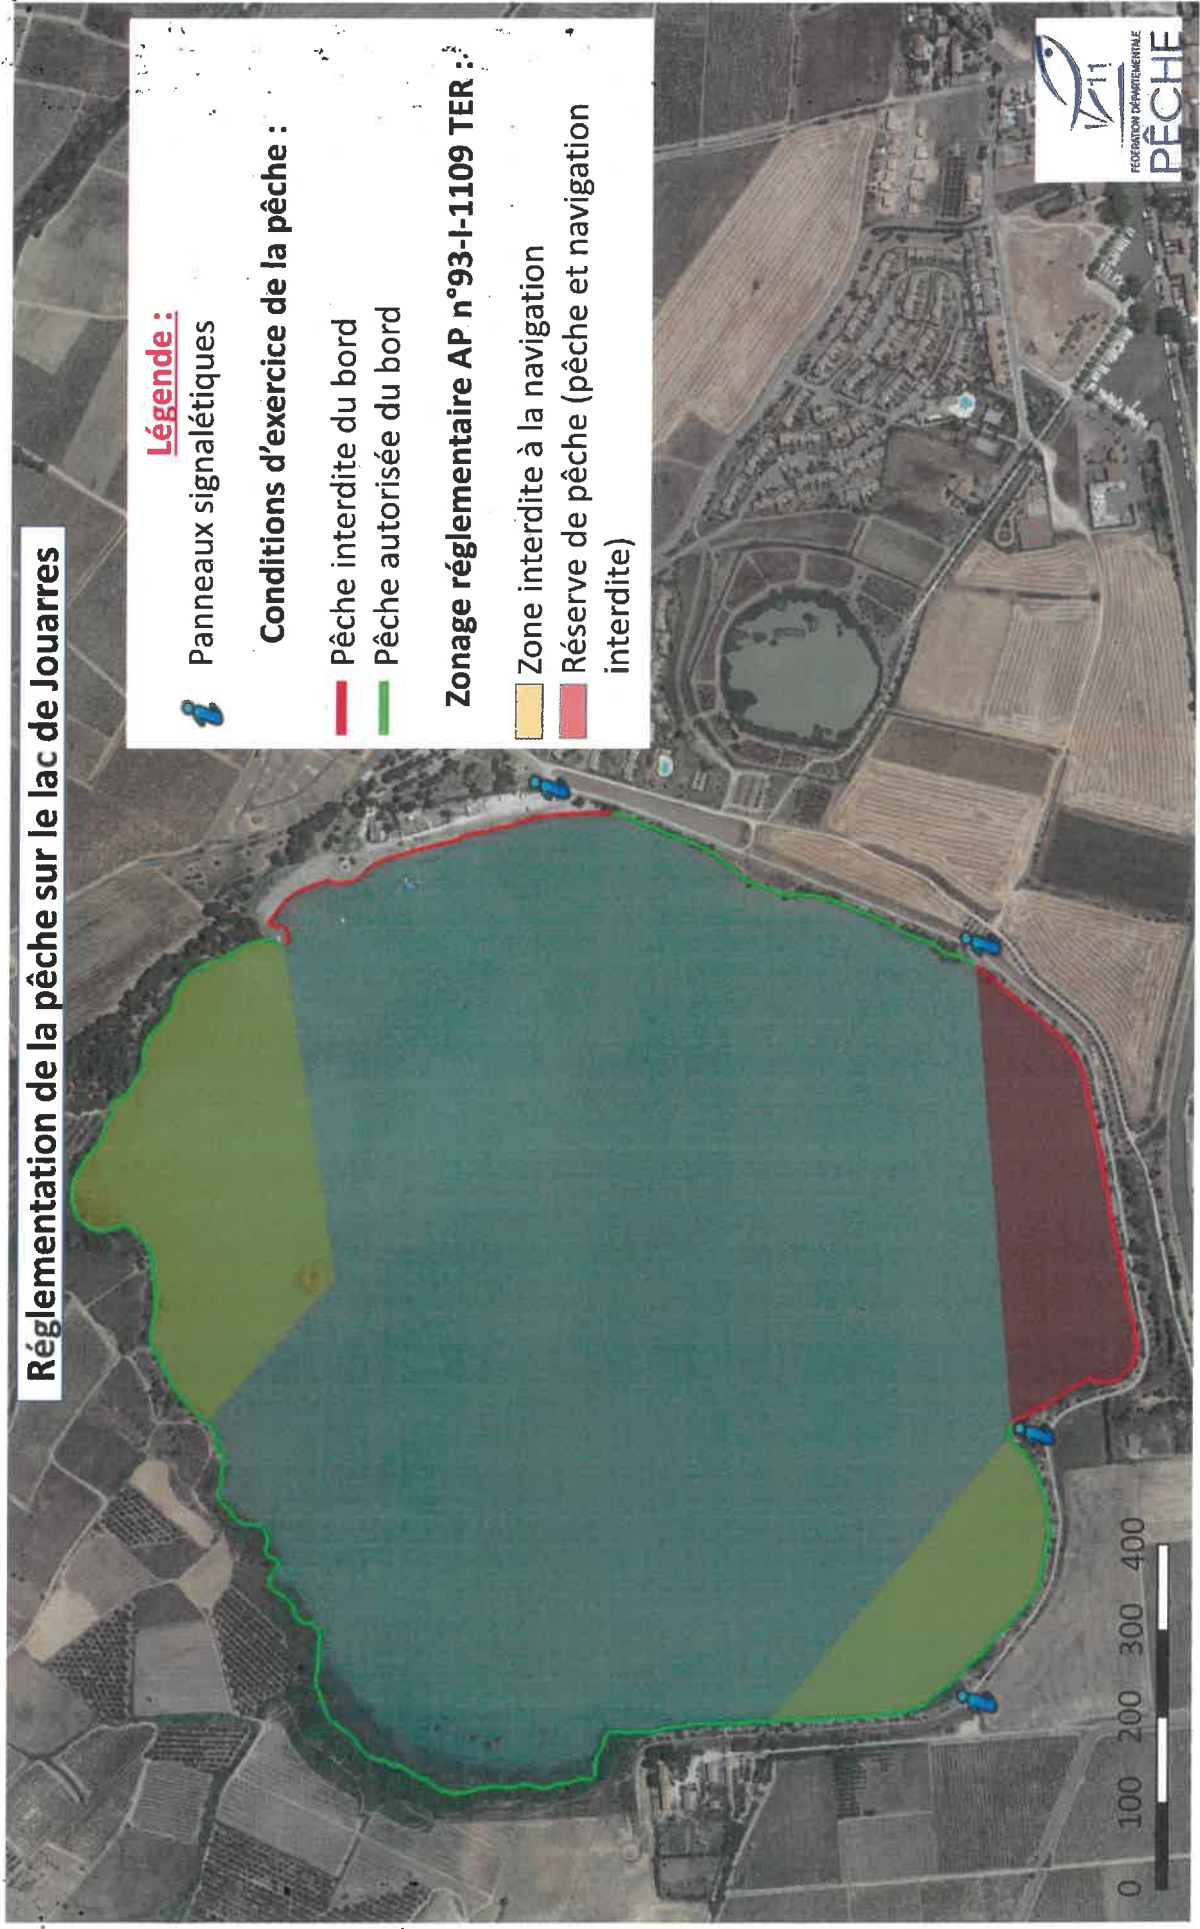 Réglementation de la pêche sur le lac de Jouarres
Légende :
Panneaux signalétiques
Conditions d'exercice de la pêche :
Pêche interdite du bord
Pêche autorisée du bord
Zonage réglementaire AP n°93-I-1109 TER :
Zone interdite à la navigation
Réserve de pêche (pêche et navigation
interdite)
0 100 200 300 400
11
FÉDÉRATION DÉPARTEMENTALE
PÊCHE